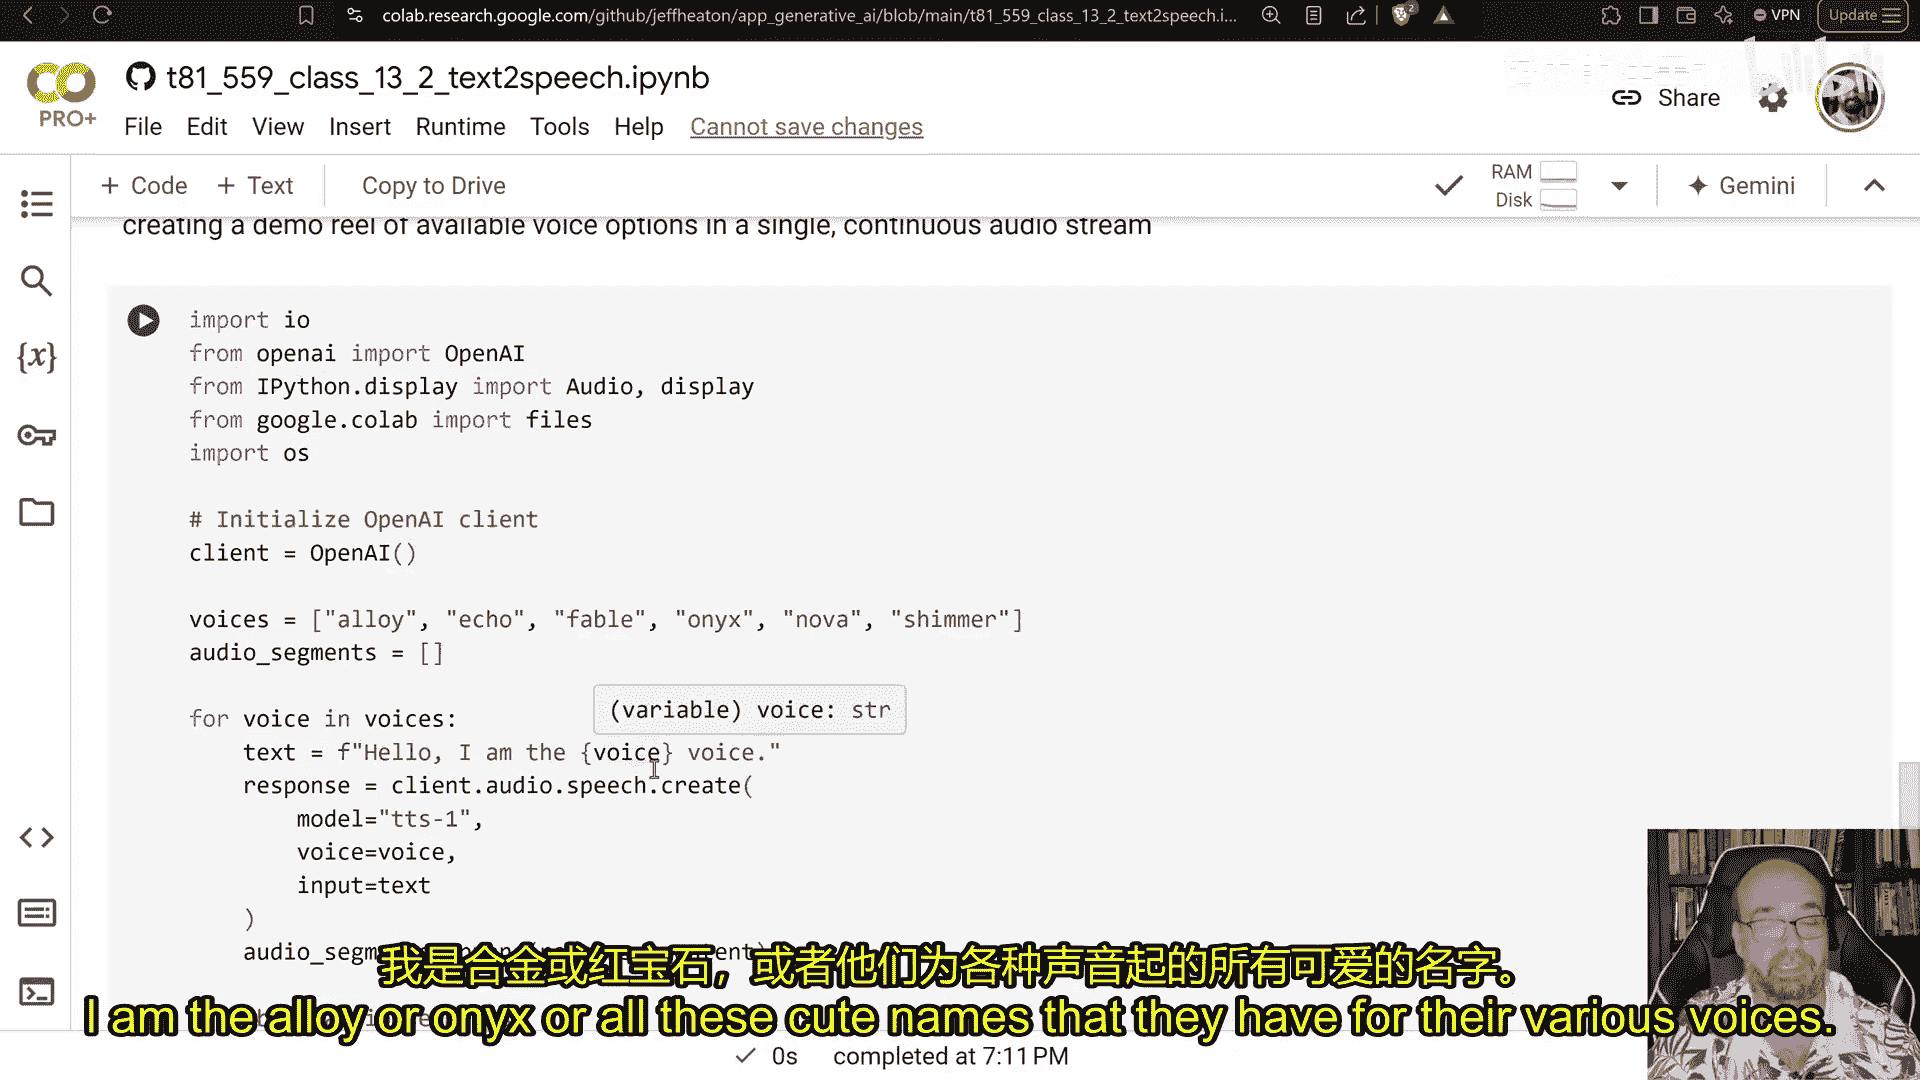 colab.research.google.com/github/jeffheaton/app_generative_ai/blob/main/t81_559_class_13_2_text2speech.i...
2
VPN
Update
bilibili
CO
PRO+
t81_559_class_13_2_text2speech.ipynb
File Edit View Insert Runtime Tools Help Cannot save changes
Share
+ Code + Text Copy to Drive
RAM
Disk
Gemini
creating a demo reel of available voice options in a single, continuous audio stream
import io
from openai import OpenAI
from IPython.display import Audio, display
from google.colab import files
import os
# Initialize OpenAI client
client = OpenAI()
voices = ["alloy", "echo", "fable", "onyx", "nova", "shimmer"]
audio_segments = []
(variable) voice: str
for voice in voices:
text = f"Hello, I am the {voice} voice."
response = client.audio.speech.create(
model="tts-1",
voice=voice,
input=text
)
audio_segm
我是合金或红宝石，或者他们为各种声音起的所有可爱的名字。
I am the alloy or onyx or all these cute names that they have for their various voices.
0s completed at 7:11 PM